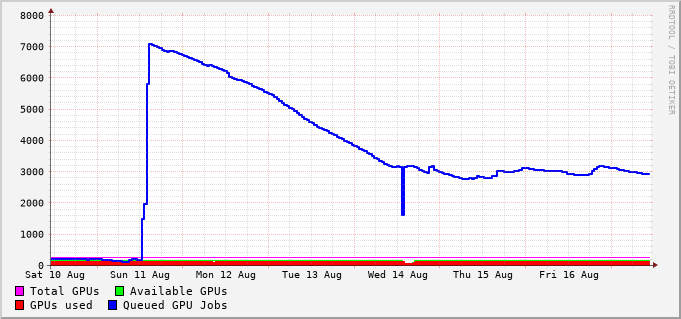 8000
7000
6000
5000
4000
3000
2000
1000
0
Sat 10 Aug Sun 11 Aug Mon 12 Aug Tue 13 Aug Wed 14 Aug Thu 15 Aug Fri 16 Aug
Total GPUs Available GPUs
GPUs used Queued GPU Jobs
RRDTOOL / TOBI OETIKER